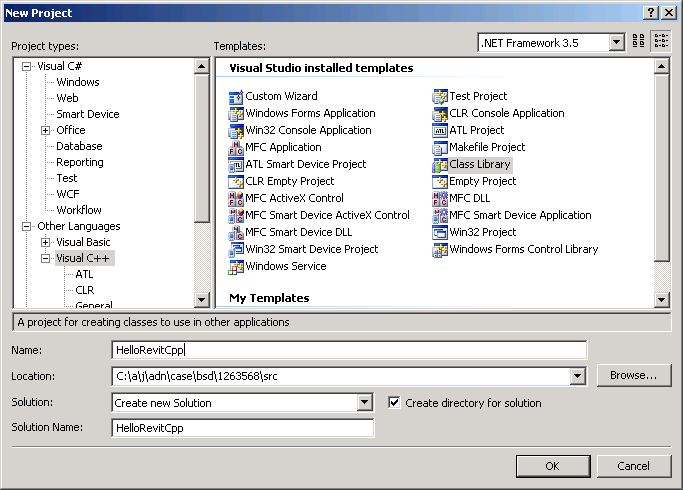 New Project
Project types:
Templates:
.NET Framework 3.5
Visual C#
Windows
Web
Smart Device
Office
Database
Reporting
Test
WCF
Workflow
Other Languages
Visual Basic
Visual C++
ATL
CLR
General
Visual Studio installed templates
Custom Wizard
Windows Forms Application
Win32 Console Application
MFC Application
ATL Smart Device Project
CLR Empty Project
MFC ActiveX Control
MFC Smart Device ActiveX Control
MFC Smart Device DLL
Win32 Smart Device Project
Windows Service
Test Project
CLR Console Application
ATL Project
Makefile Project
Class Library
Empty Project
MFC DLL
MFC Smart Device Application
Win32 Project
Windows Forms Control Library
My Templates
A project for creating classes to use in other applications
Name:
HelloRevitCpp
Location:
C:\a\j\adn\case\bsd\1263568\src
Browse...
Solution:
Create new Solution
Create directory for solution
Solution Name:
HelloRevitCpp
OK
Cancel